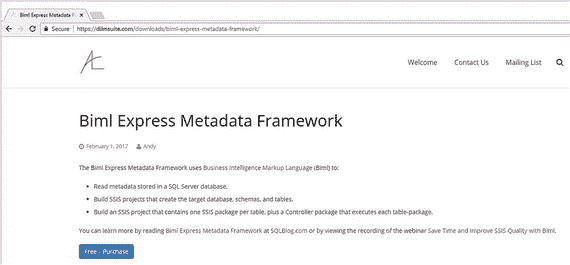 Biml Express Metadata F
Secure | https://dilmsuite.com/downloads/biml-express-metadata-framework/
AL
Welcome Contact Us Mailing List
Biml Express Metadata Framework
February 1, 2017 Andy
The Biml Express Metadata Framework uses Business Intelligence Markup Language (Biml) to:
Read metadata stored in a SQL Server database.
Build SSIS projects that create the target database, schemas, and tables.
Build an SSIS project that contains one SSIS package per table, plus a Controller package that executes each table-package.
You can learn more by reading Biml Express Metadata Framework at SQLBlog.com or by viewing the recording of the webinar Save Time and Improve SSIS Quality with Biml.
Free – Purchase